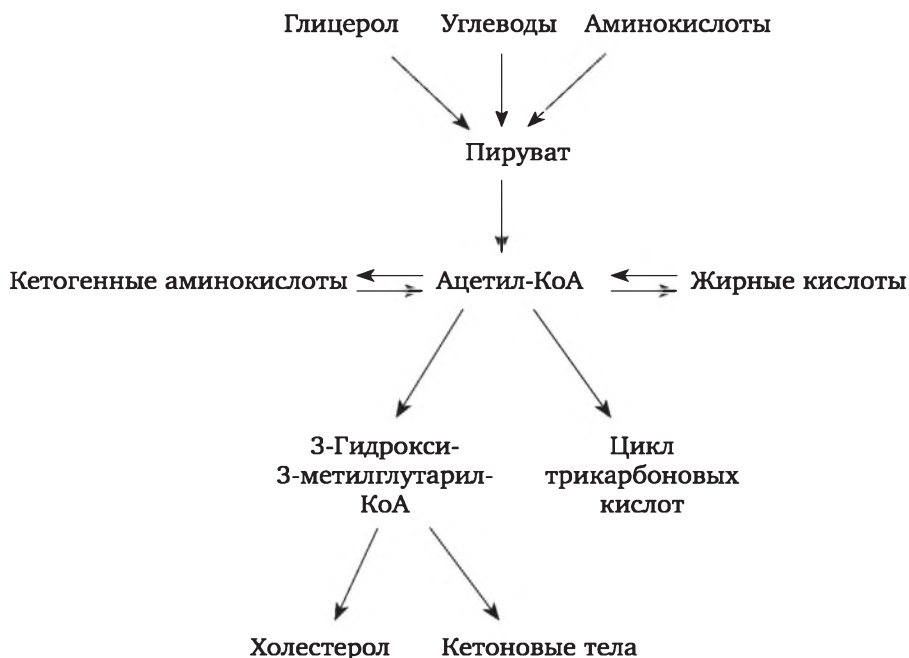 Глицерол Углеводы Аминокислоты
Пируват
Кетогенные аминокислоты Ацетил-КоА Жирные кислоты
3-Гидрокси-
3-метилглутарил-
КоА
Цикл
трикарбоновых
кислот
Холестерол Кетоновые тела